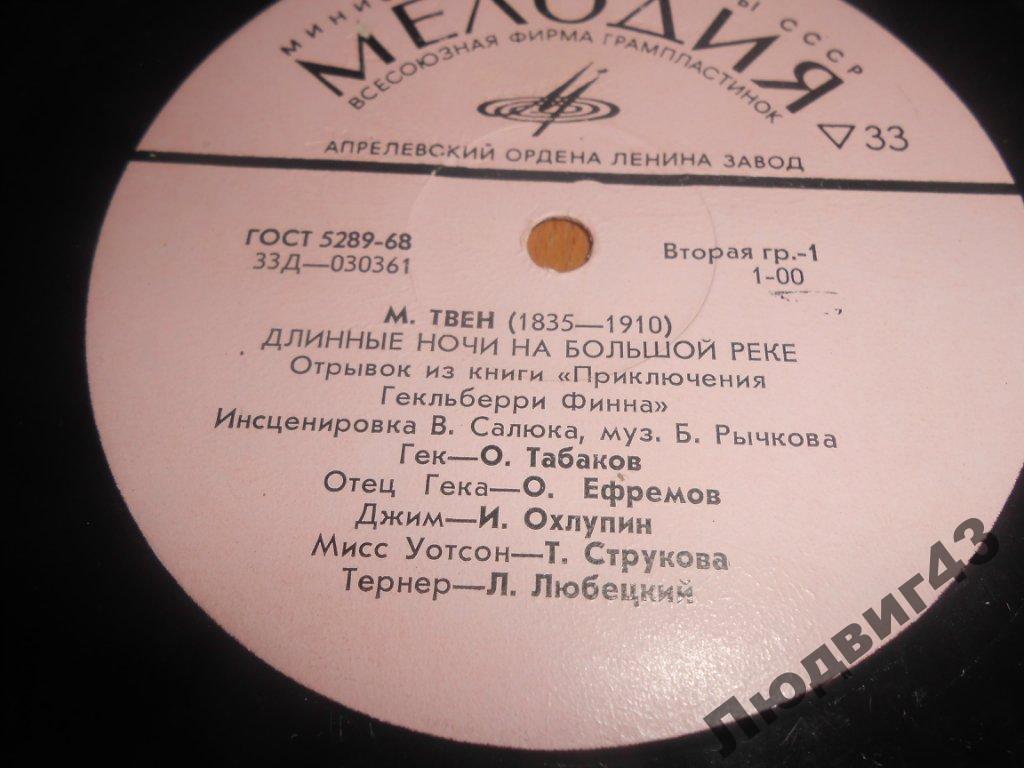 СССР
МЕЛОДИЯ
ВСЕСОЮЗНАЯ ФИРМА ГРАМПЛАСТИНОК
33
АПРЕЛЕВСКИЙ ОРДЕНА ЛЕНИНА ЗАВОД
ГОСТ 5289-68
33Д—030361
Вторая гр.-1
1-00
М. ТВЕН (1835—1910)
ДЛИННЫЕ НОЧИ НА БОЛЬШОЙ РЕКЕ
Отрывок из книги «Приключения
Гекльберри Финна»
Инсценировка В. Салюка, муз. Б. Рычкова
Гек—О. Табаков
Отец Гека—О. Ефремов
Джим—И. Охлупин
Мисс Уотсон—Т. Струкова
Тернер—Л. Любецкий
Людвиг43